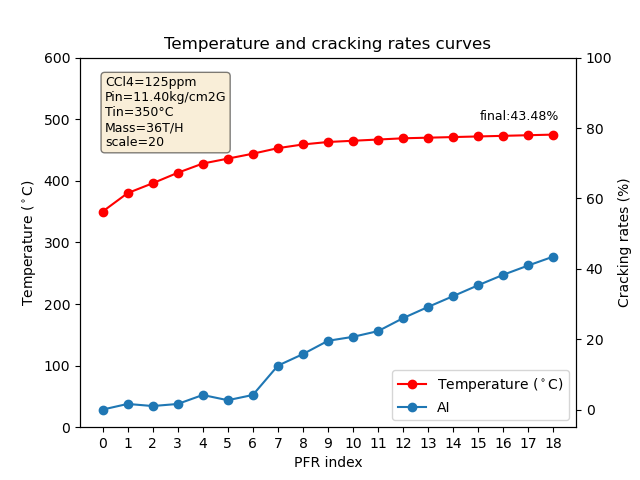 Temperature and cracking rates curves
CCl4=125ppm
Pin=11.40kg/cm2G
Tin=350°C
Mass=36T/H
scale=20
final:43.48%
600
500
400
300
200
100
0
Temperature (°C)
100
80
60
40
20
0
Cracking rates (%)
Temperature (°C)
AI
0 1 2 3 4 5 6 7 8 9 10 11 12 13 14 15 16 17 18
PFR index